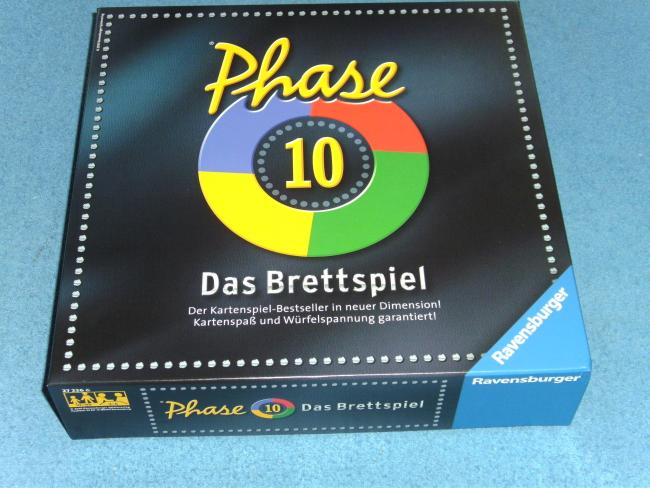 Phase
10
Das Brettspiel
Der Kartenspiel-Bestseller in neuer Dimension!
Kartenspaß und Würfelspannung garantiert!
Ravensburger
Ravensburger
Phase 10 Das Brettspiel